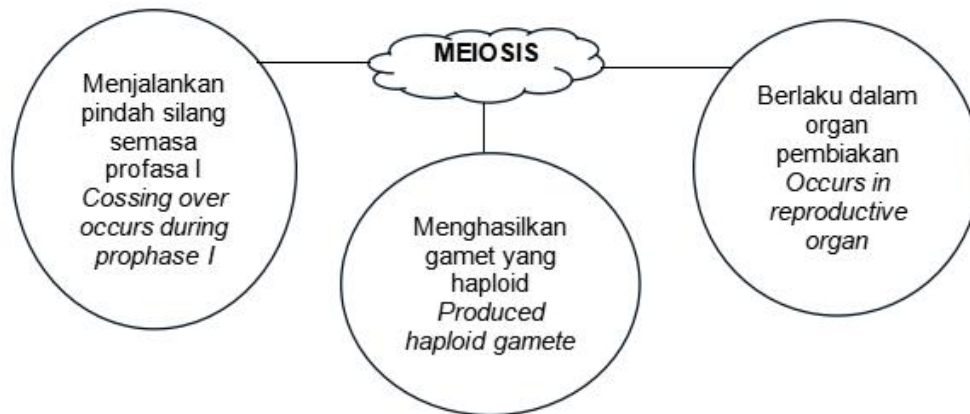 MEIOSIS
Menjalankan
pindah silang
semasa
profasa I
Cossing over
occurs during
prophase I
Menghasilkan
gamet yang
haploid
Produced
haploid gamete
Berlaku dalam
organ
pembiakan
Occurs in
reproductive
organ